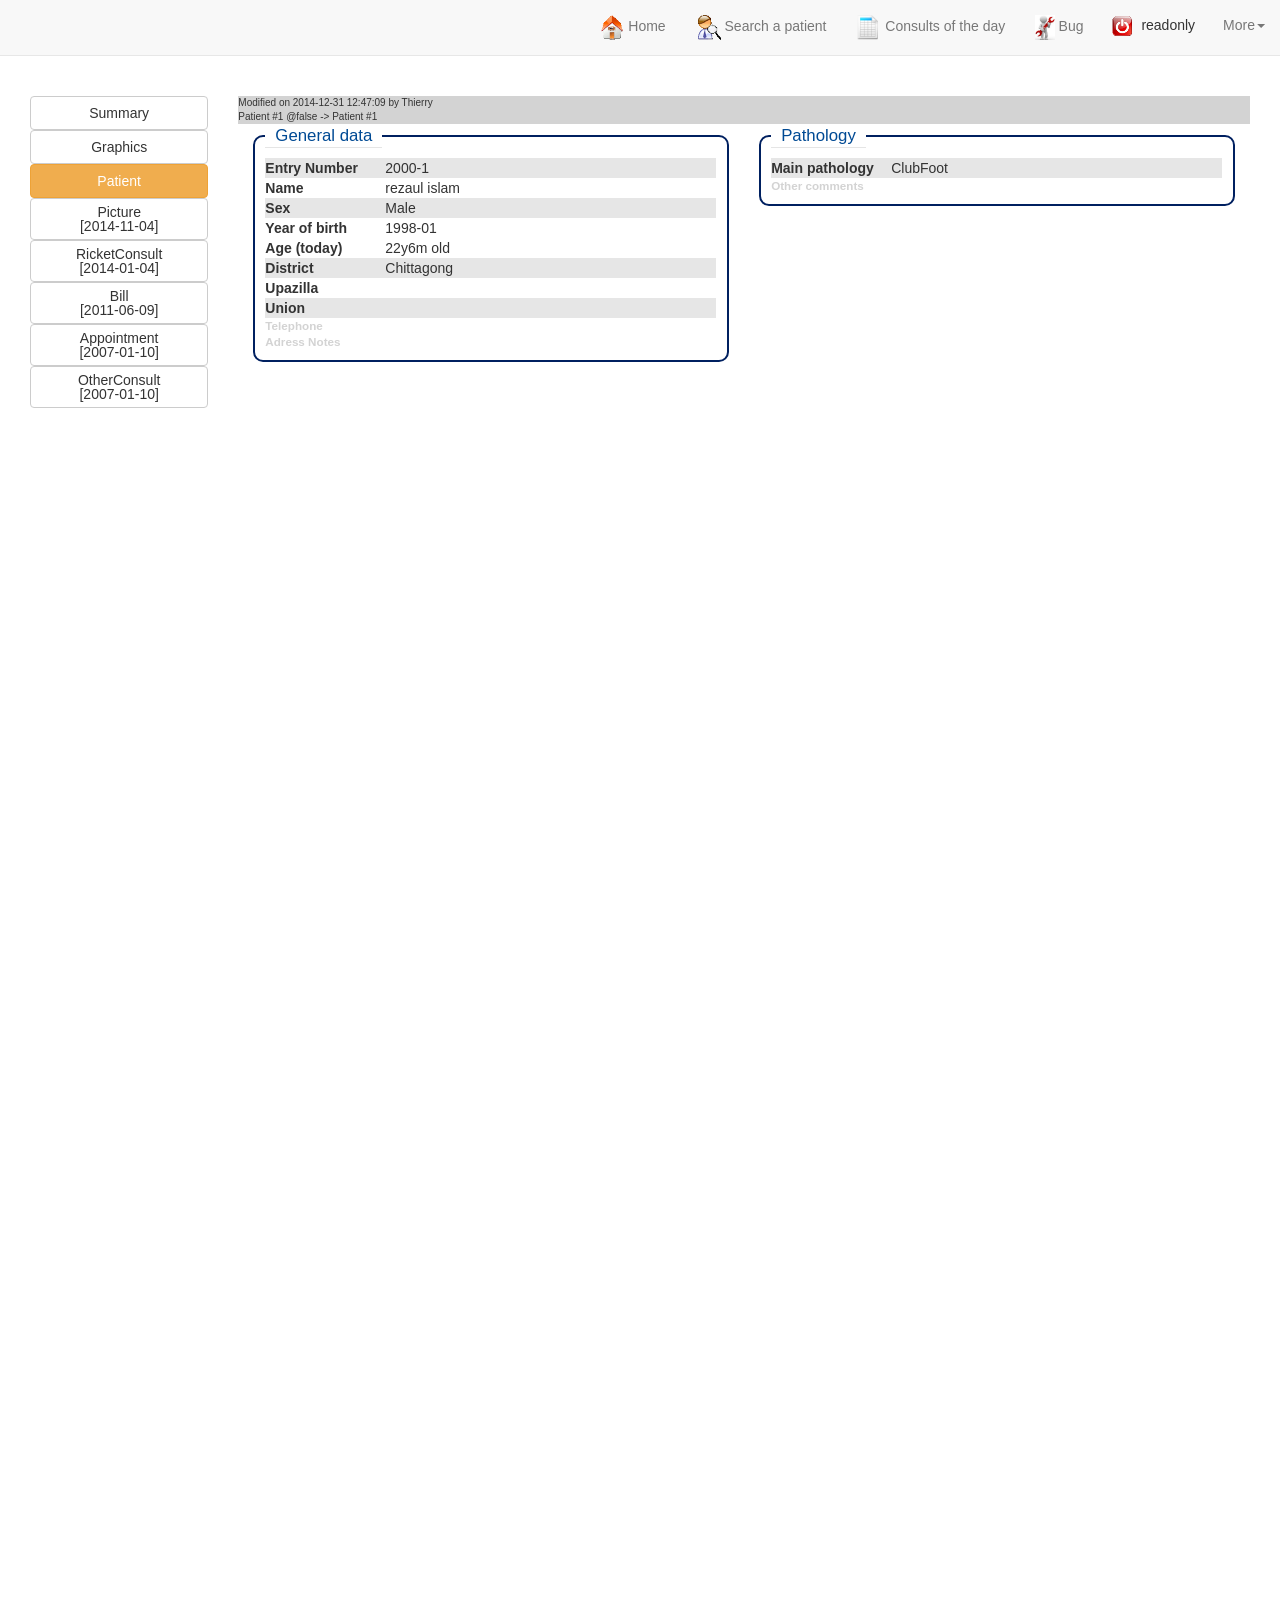 Home Search a patient Consults of the day Bug readonly More
Summary
Graphics
Patient
Picture
[2014-11-04]
RicketConsult
[2014-01-04]
Bill
[2011-06-09]
Appointment
[2007-01-10]
OtherConsult
[2007-01-10]
Modified on 2014-12-31 12:47:09 by Thierry
Patient #1 @false -> Patient #1
General data
Entry Number 2000-1
Name rezaul islam
Sex Male
Year of birth 1998-01
Age (today) 22y6m old
District Chittagong
Upazilla
Union
Telephone
Adress Notes
Pathology
Main pathology ClubFoot
Other comments